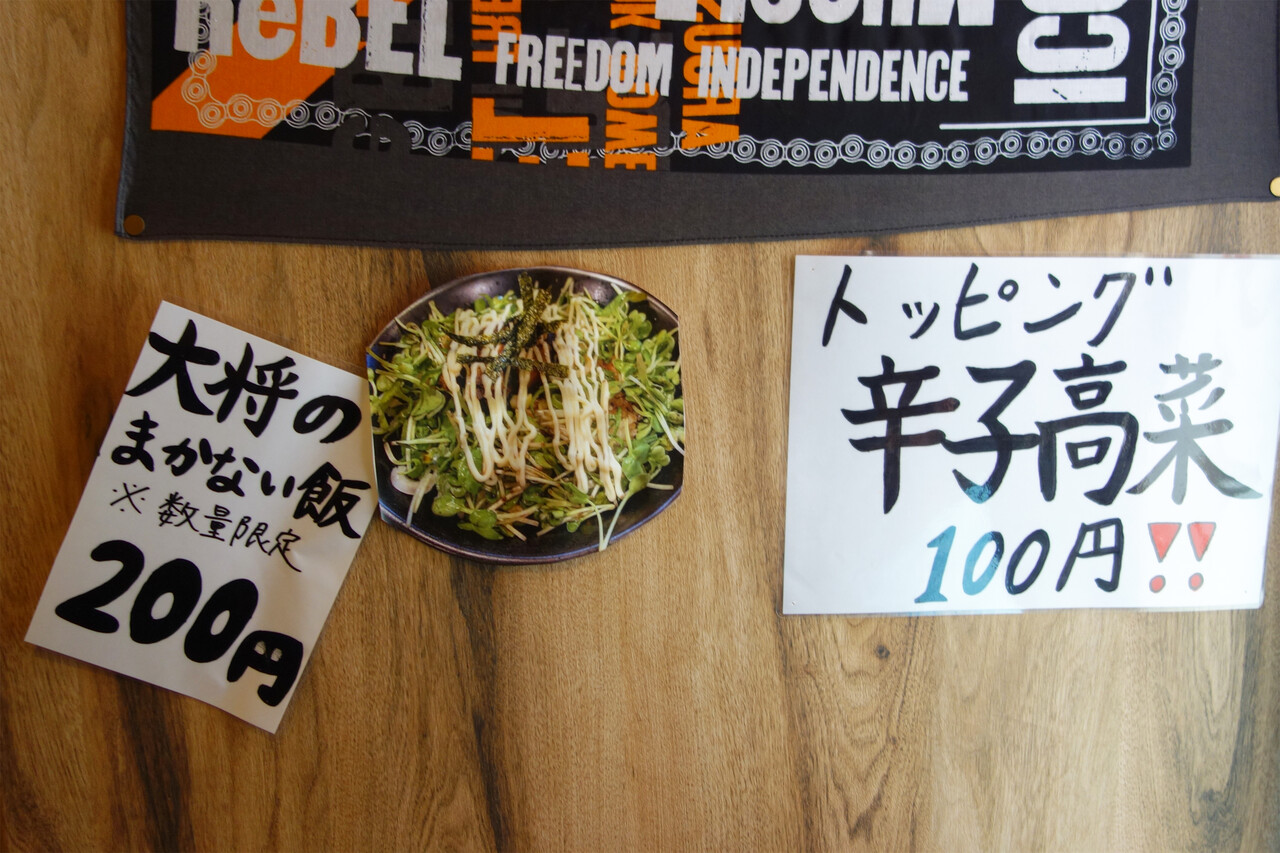 ReBEL
FREEDOM INDEPENDENCE
大将の
まかない飯
※数量限定
200円
トッピング
辛子高菜
100円!!